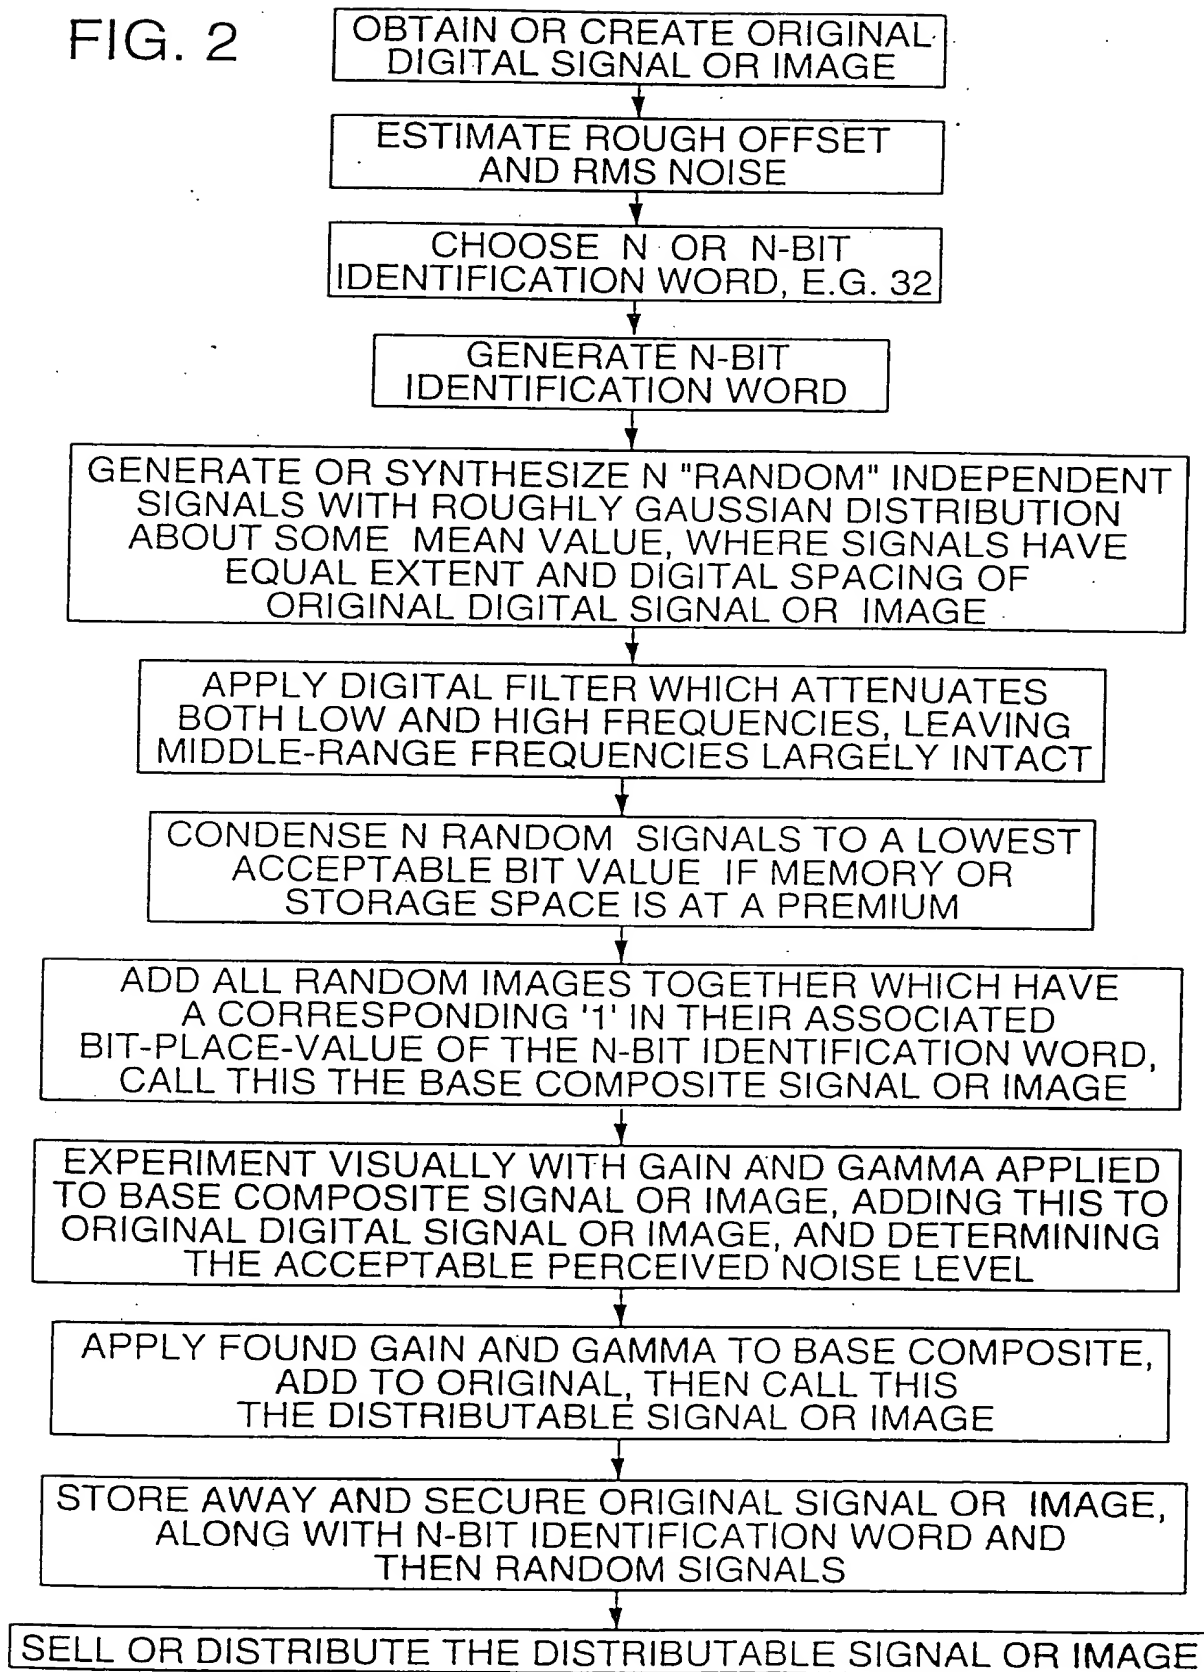 FIG. 2
OBTAIN OR CREATE ORIGINAL
DIGITAL SIGNAL OR IMAGE
ESTIMATE ROUGH OFFSET
AND RMS NOISE
CHOOSE N OR N-BIT
IDENTIFICATION WORD, E.G. 32
GENERATE N-BIT
IDENTIFICATION WORD
GENERATE OR SYNTHESIZE N "RANDOM" INDEPENDENT
SIGNALS WITH ROUGHLY GAUSSIAN DISTRIBUTION
ABOUT SOME MEAN VALUE, WHERE SIGNALS HAVE
EQUAL EXTENT AND DIGITAL SPACING OF
ORIGINAL DIGITAL SIGNAL OR IMAGE
APPLY DIGITAL FILTER WHICH ATTENUATES
BOTH LOW AND HIGH FREQUENCIES, LEAVING
MIDDLE-RANGE FREQUENCIES LARGELY INTACT
CONDENSE N RANDOM SIGNALS TO A LOWEST
ACCEPTABLE BIT VALUE IF MEMORY OR
STORAGE SPACE IS AT A PREMIUM
ADD ALL RANDOM IMAGES TOGETHER WHICH HAVE
A CORRESPONDING '1' IN THEIR ASSOCIATED
BIT-PLACE-VALUE OF THE N-BIT IDENTIFICATION WORD,
CALL THIS THE BASE COMPOSITE SIGNAL OR IMAGE
EXPERIMENT VISUALLY WITH GAIN AND GAMMA APPLIED
TO BASE COMPOSITE SIGNAL OR IMAGE, ADDING THIS TO
ORIGINAL DIGITAL SIGNAL OR IMAGE, AND DETERMINING
THE ACCEPTABLE PERCEIVED NOISE LEVEL
APPLY FOUND GAIN AND GAMMA TO BASE COMPOSITE,
ADD TO ORIGINAL, THEN CALL THIS
THE DISTRIBUTABLE SIGNAL OR IMAGE
STORE AWAY AND SECURE ORIGINAL SIGNAL OR IMAGE,
ALONG WITH N-BIT IDENTIFICATION WORD AND
THEN RANDOM SIGNALS
SELL OR DISTRIBUTE THE DISTRIBUTABLE SIGNAL OR IMAGE